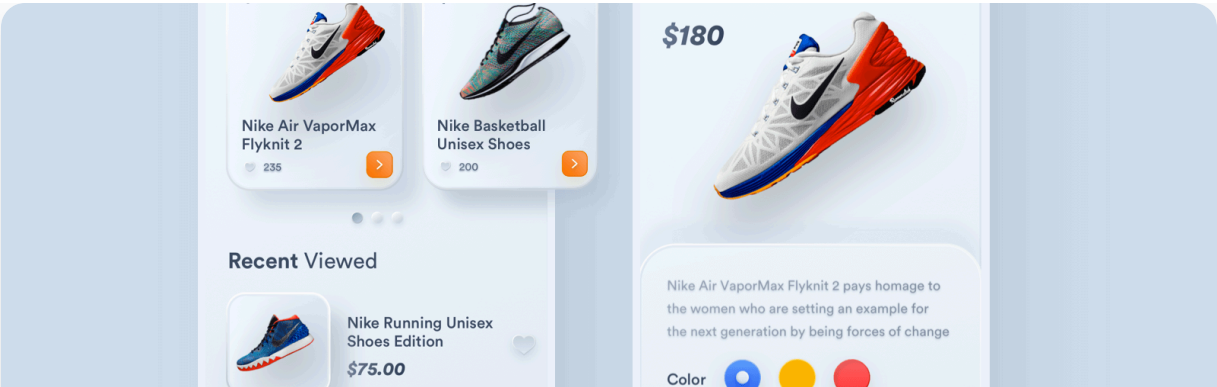 Nike Air VaporMax
Flyknit 2
235
Nike Basketball
Unisex Shoes
200
Recent Viewed
Nike Running Unisex
Shoes Edition
$75.00
$180
Nike Air VaporMax Flyknit 2 pays homage to
the women who are setting an example for
the next generation by being forces of change
Color